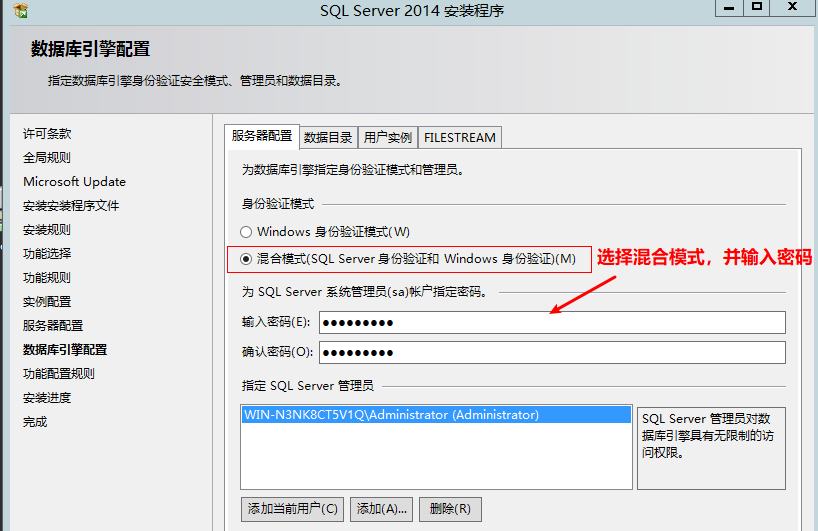 SQL Server 2014 安装程序
数据库引擎配置
指定数据库引擎身份验证安全模式、管理员和数据目录。
许可条款
全局规则
Microsoft Update
安装安装程序文件
安装规则
功能选择
功能规则
实例配置
服务器配置
数据库引擎配置
功能配置规则
安装进度
完成
服务器配置 数据目录 用户实例 FILESTREAM
为数据库引擎指定身份验证模式和管理员。
身份验证模式
Windows 身份验证模式(W)
混合模式(SQL Server 身份验证和 Windows 身份验证)(M)
选择混合模式，并输入密码
为 SQL Server 系统管理员(sa)帐户指定密码。
输入密码(E): ●●●●●●●●●
确认密码(O): ●●●●●●●●●
指定 SQL Server 管理员
WIN-N3NK8CT5V1Q\Administrator (Administrator)
SQL Server 管理员对数
据库引擎具有无限制的访
问权限。
添加当前用户(C) 添加(A)... 删除(R)